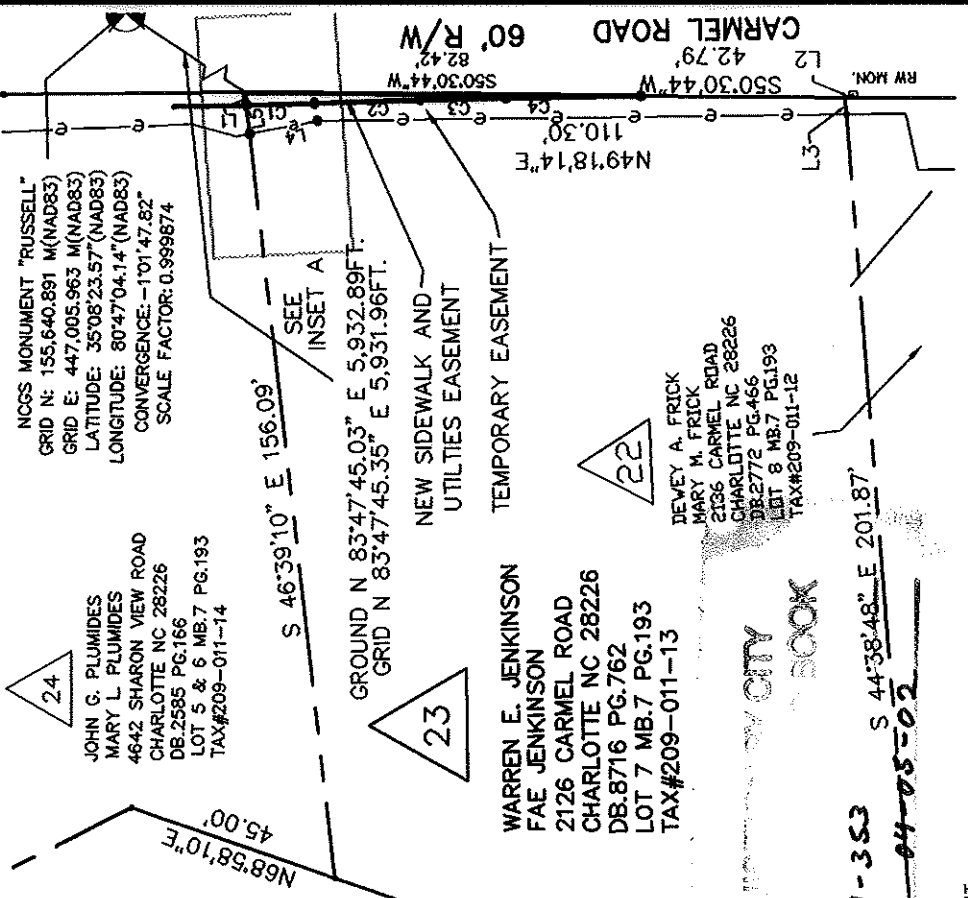 NCGS MONUMENT "RUSSELL"
GRID N: 155,640.891 M(NAD83)
GRID E: 447,005.963 M(NAD83)
LATITUDE: 35°08'23.57"(NAD83)
LONGITUDE: 80°47'04.14"(NAD83)
CONVERGENCE: -1°01'47.82"
SCALE FACTOR: 0.999874
60' R/W
CARMEL ROAD
S50°30'44"W
82.42'
S50°30'44"W
42.79'
L2
RW MON.
L1
L5
C1
L4
C2
C3
C4
e e e e e e e e
N49°18'14"E
110.30'
L3
24
JOHN G. PLUMIDES
MARY L. PLUMIDES
4642 SHARON VIEW ROAD
CHARLOTTE NC 28226
DB.2585 PG.166
LOT 5 & 6 MB.7 PG.193
TAX#209-011-14
S 46°39'10" E 156.09'
SEE
INSET A
GROUND N 83°47'45.03" E 5,932.89FT.
GRID N 83°47'45.35" E 5,931.96FT.
NEW SIDEWALK AND
UTILTIES EASEMENT
TEMPORARY EASEMENT
N68°58'10"E
45.00'
23
WARREN E. JENKINSON
FAE JENKINSON
2126 CARMEL ROAD
CHARLOTTE NC 28226
DB.8716 PG.762
LOT 7 MB.7 PG.193
TAX#209-011-13
22
DEWEY A. FRICK
MARY M. FRICK
2136 CARMEL ROAD
CHARLOTTE NC 28226
DB.2772 PG.466
LOT 8 MB.7 PG.193
TAX#209-011-12
CITY
BOOK
S 44°38'48" E 201.87'
-353
04-05-02